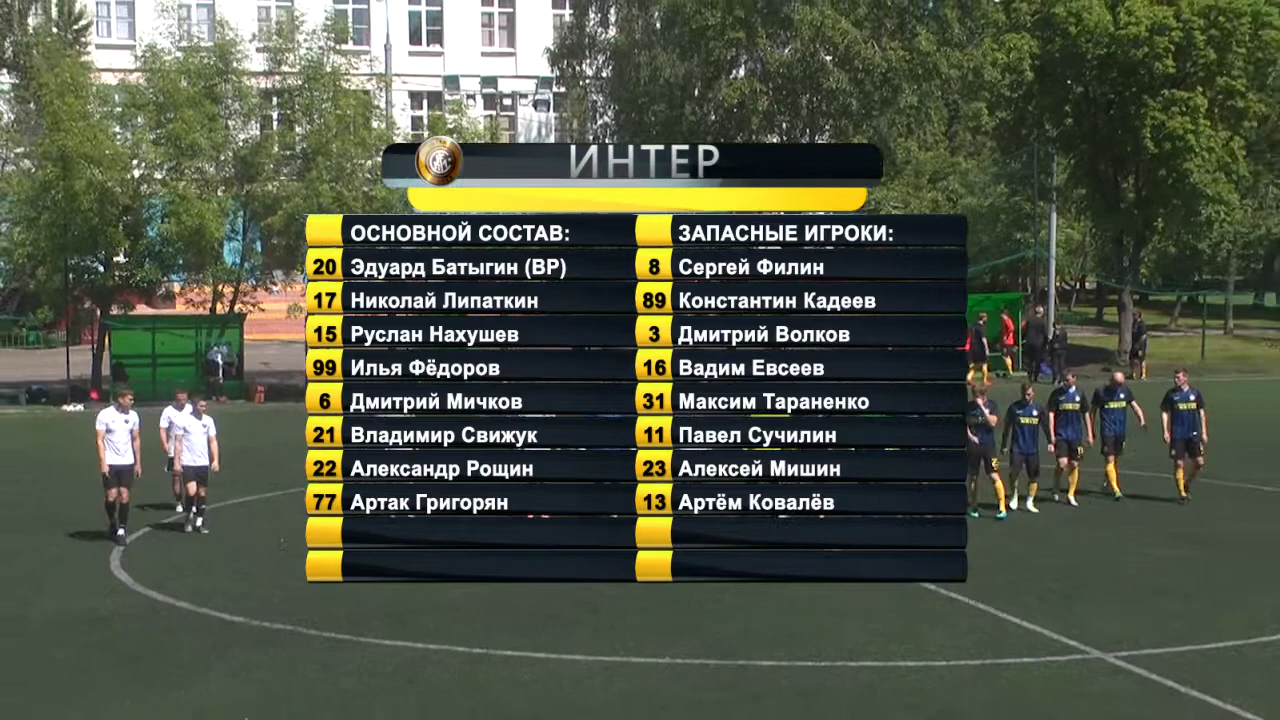 ИНТЕР
ОСНОВНОЙ СОСТАВ:
20 Эдуард Батыгин (ВР)
17 Николай Липаткин
15 Руслан Нахушев
99 Илья Фёдоров
6 Дмитрий Мичков
21 Владимир Свижук
22 Александр Рощин
77 Артак Григорян
ЗАПАСНЫЕ ИГРОКИ:
8 Сергей Филин
89 Константин Кадеев
3 Дмитрий Волков
16 Вадим Евсеев
31 Максим Тараненко
11 Павел Сучилин
23 Алексей Мишин
13 Артём Ковалёв